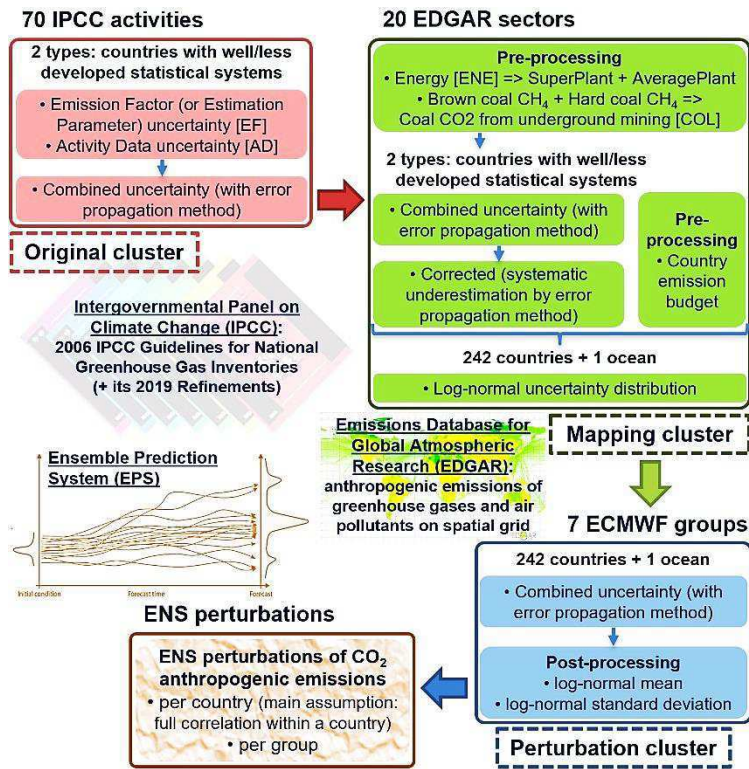 70 IPCC activities
2 types: countries with well/less
developed statistical systems
• Emission Factor (or Estimation
Parameter) uncertainty [EF]
• Activity Data uncertainty [AD]
• Combined uncertainty (with error
propagation method)
Original cluster
Intergovernmental Panel on
Climate Change (IPCC):
2006 IPCC Guidelines for National
Greenhouse Gas Inventories
(+ its 2019 Refinements)
20 EDGAR sectors
Pre-processing
• Energy [ENE] => SuperPlant + AveragePlant
• Brown coal CH4 + Hard coal CH4 =>
Coal CO2 from underground mining [COL]
2 types: countries with well/less
developed statistical systems
• Combined uncertainty (with
error propagation method)
• Corrected (systematic
underestimation by error
propagation method)
Pre-
processing
• Country
emission
budget
242 countries + 1 ocean
• Log-normal uncertainty distribution
Mapping cluster
Emissions Database for
Global Atmospheric
Research (EDGAR):
anthropogenic emissions of
greenhouse gases and air
pollutants on spatial grid
Ensemble Prediction
System (EPS)
Initial condition
Forecast time
Forecast
7 ECMWF groups
242 countries + 1 ocean
• Combined uncertainty (with
error propagation method)
Post-processing
• log-normal mean
• log-normal standard deviation
Perturbation cluster
ENS perturbations
ENS perturbations of CO2
anthropogenic emissions
• per country (main assumption:
full correlation within a country)
• per group